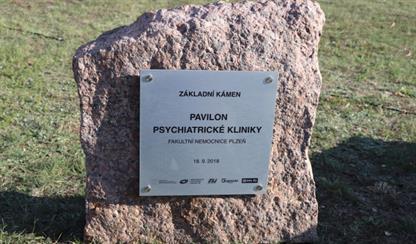 ZÁKLADNÍ KÁMEN
PAVILON
PSYCHIATRICKÉ KLINIKY
FAKULTNÍ NEMOCNICE PLZEŇ
18. 9. 2018